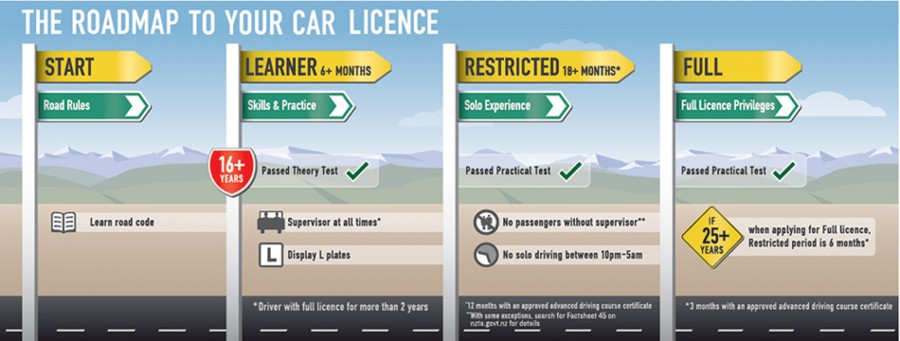 THE ROADMAP TO YOUR CAR LICENCE
START
Road Rules
Learn road code
LEARNER 6+ MONTHS
Skills & Practice
16+
YEARS
Passed Theory Test
Supervisor at all times*
L
Display L plates
*Driver with full licence for more than 2 years
RESTRICTED 18+ MONTHS*
Solo Experience
Passed Practical Test
No passengers without supervisor**
No solo driving between 10pm-5am
*12 months with an approved advanced driving course certificate
**With some exceptions, search for Factsheet 45 on
nzta.govt.nz for details
FULL
Full Licence Privileges
Passed Practical Test
IF
25+
YEARS
when applying for Full licence,
Restricted period is 6 months*
*3 months with an approved advanced driving course certificate